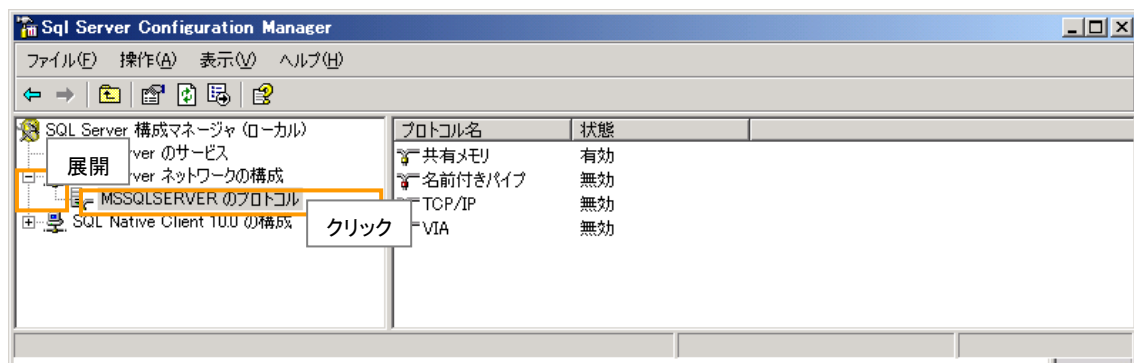 Sql Server Configuration Manager
ファイル(F) 操作(A) 表示(V) ヘルプ(H)
SQL Server 構成マネージャ (ローカル)
展開
rver のサービス
rver ネットワークの構成
MSSQLSERVER のプロトコル
SQL Native Client 10.0 の構成
クリック
プロトコル名 状態
共有メモリ 有効
名前付きパイプ 無効
TCP/IP 無効
VIA 無効